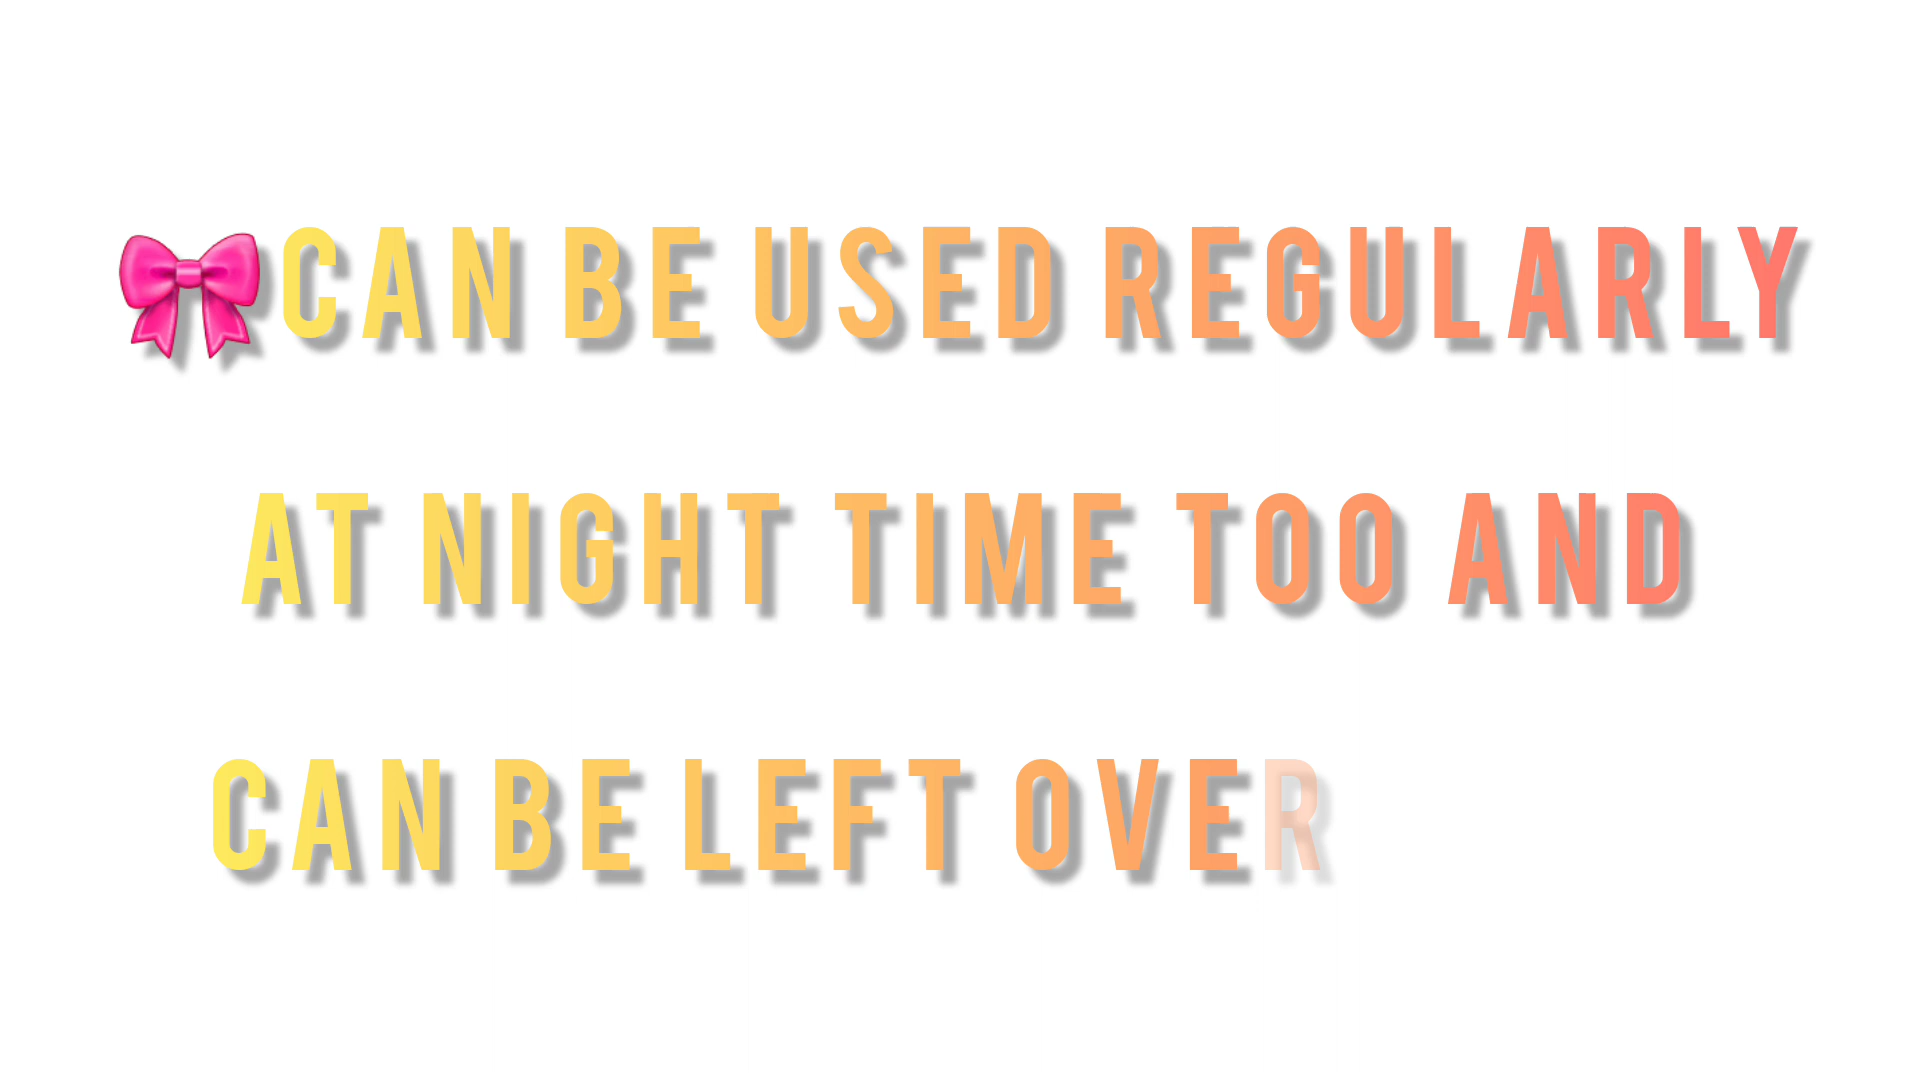 🎀CAN BE USED REGULARLY
AT NIGHT TIME TOO AND
CAN BE LEFT OVER